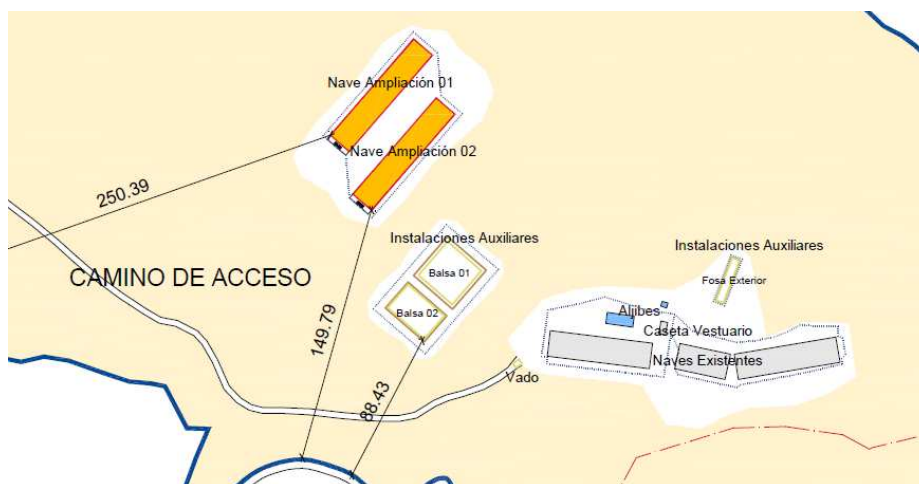 Nave Ampliación 01
Nave Ampliación 02
250.39
CAMINO DE ACCESO
149.79
88.43
Instalaciones Auxiliares
Balsa 01
Balsa 02
Instalaciones Auxiliares
Fosa Exterior
Aljibes
Caseta Vestuario
Naves Existentes
Vado